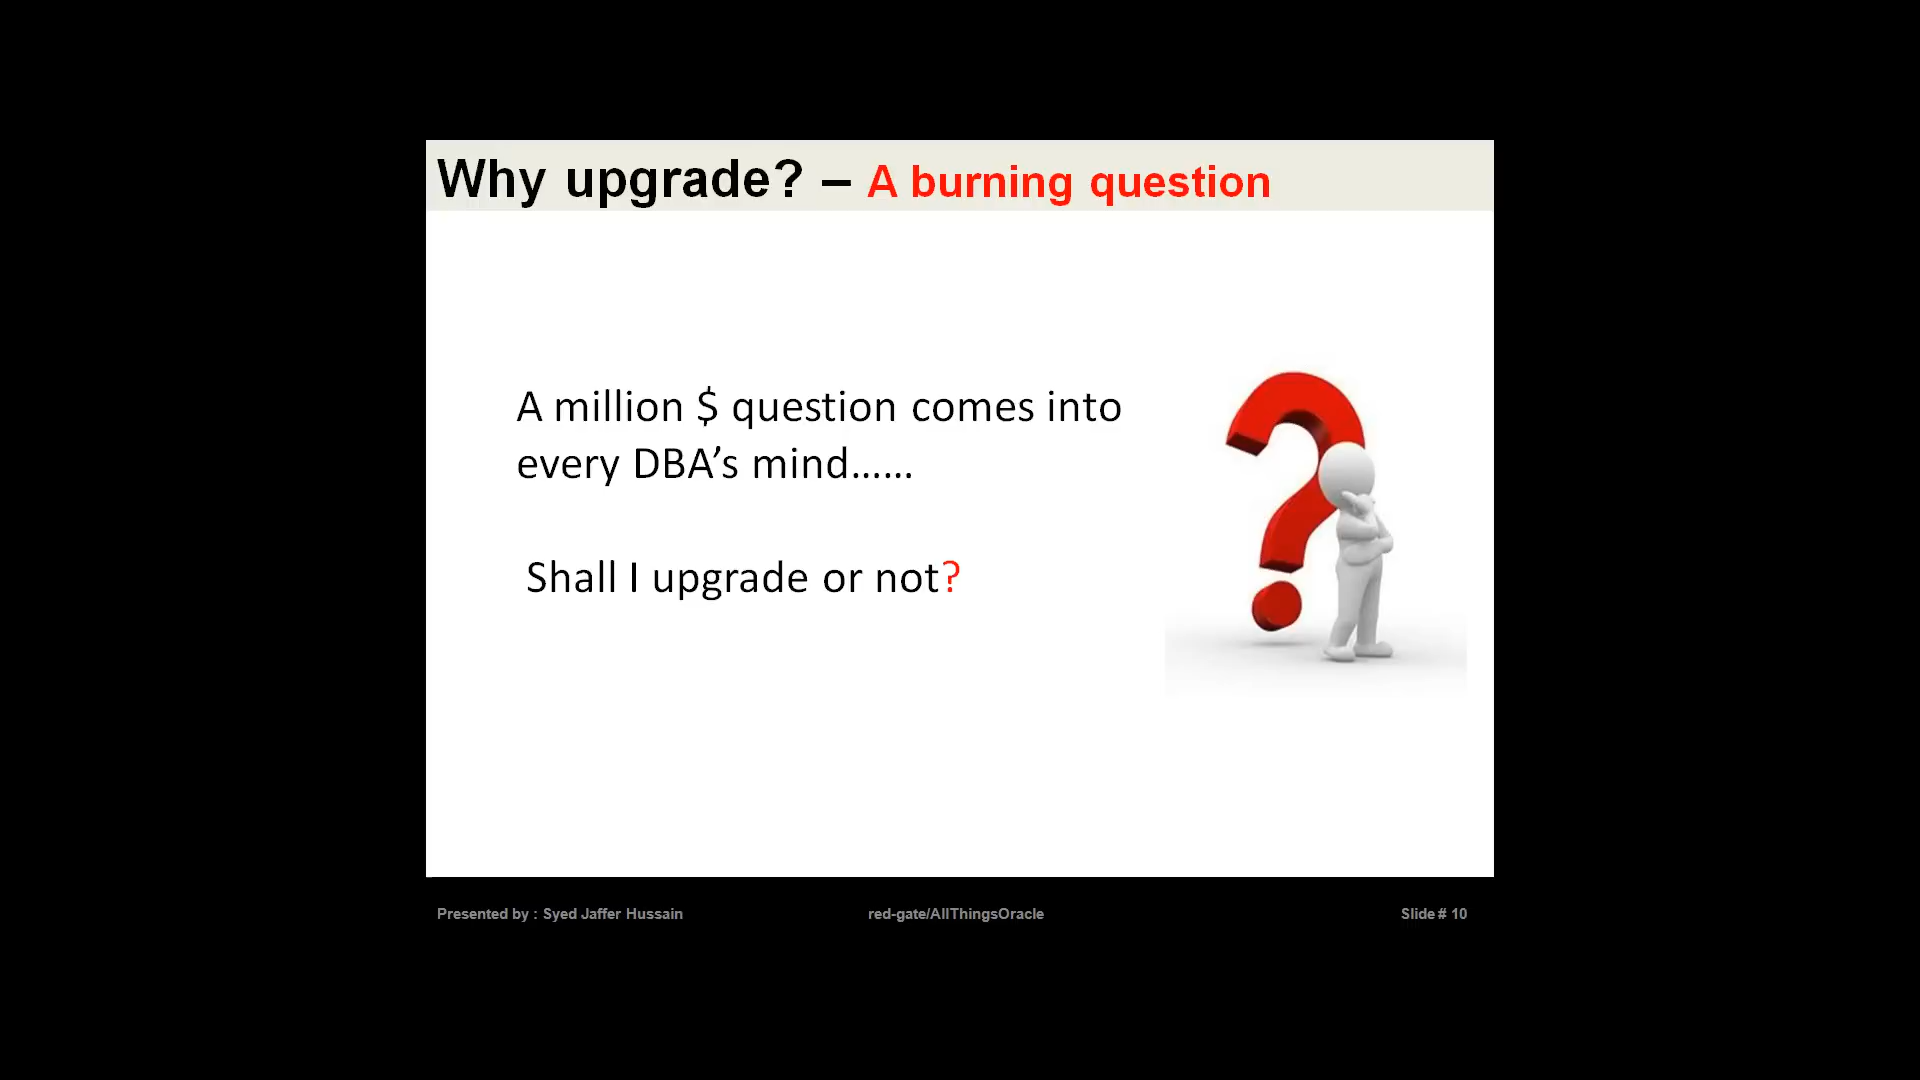 Why upgrade? – A burning question
A million $ question comes into
every DBA’s mind......
Shall I upgrade or not?
Presented by : Syed Jaffer Hussain
red-gate/AllThingsOracle
Slide # 10